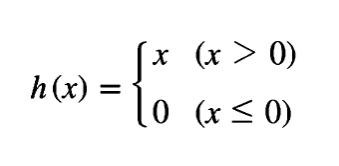 h(x) = { x (x > 0)
0 (x ≤ 0)